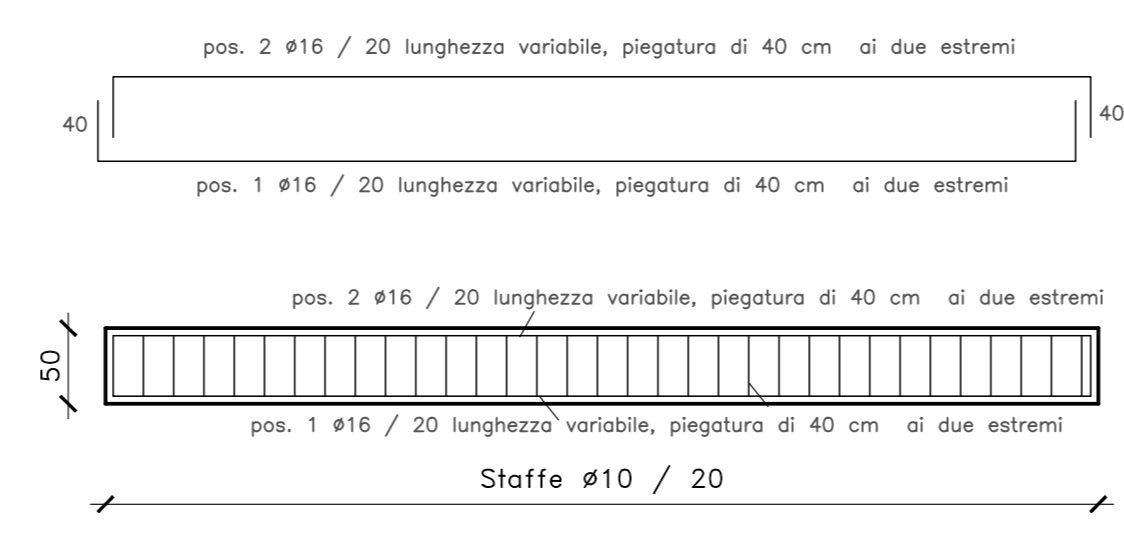 pos. 2 ø16 / 20 lunghezza variabile, piegatura di 40 cm ai due estremi
40
40
pos. 1 ø16 / 20 lunghezza variabile, piegatura di 40 cm ai due estremi
pos. 2 ø16 / 20 lunghezza variabile, piegatura di 40 cm ai due estremi
50
pos. 1 ø16 / 20 lunghezza variabile, piegatura di 40 cm ai due estremi
Staffe ø10 / 20